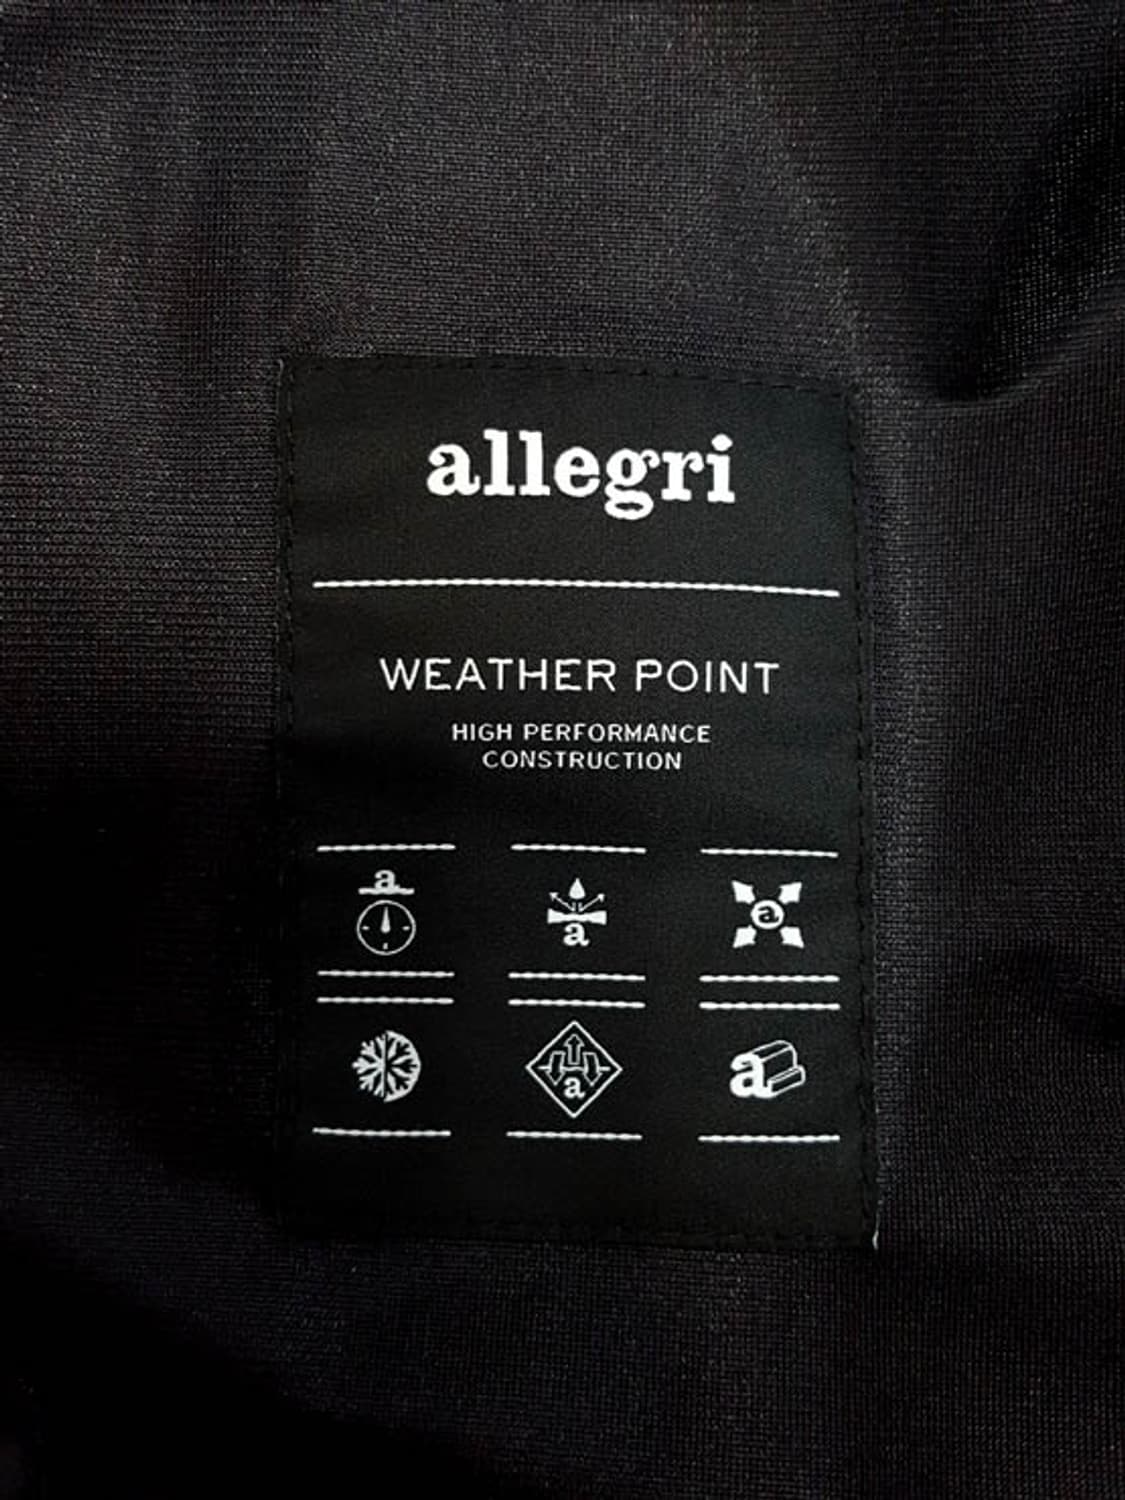 allegri
WEATHER POINT
HIGH PERFORMANCE
CONSTRUCTION
a
a
a
a
a